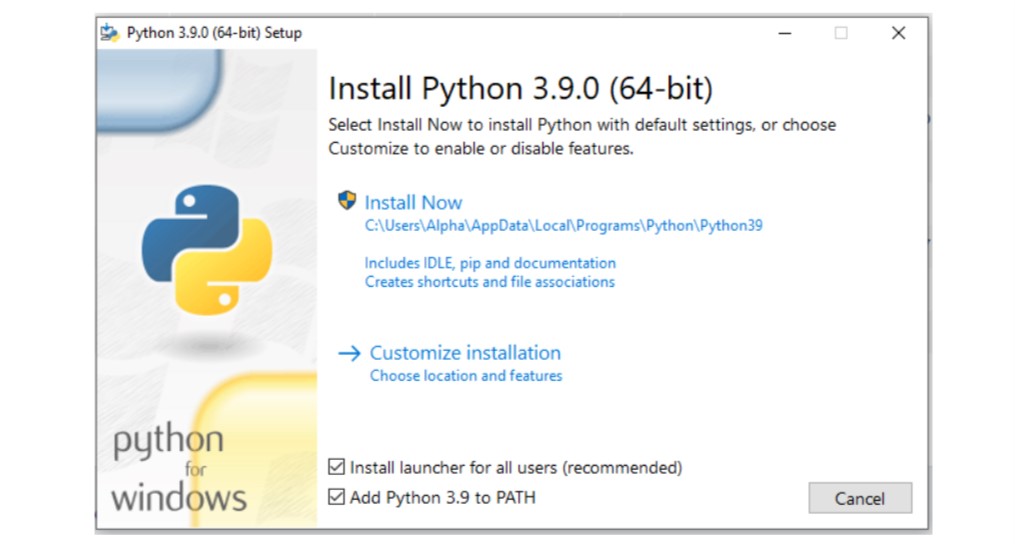 Python 3.9.0 (64-bit) Setup
Install Python 3.9.0 (64-bit)
Select Install Now to install Python with default settings, or choose
Customize to enable or disable features.
Install Now
C:\Users\Alpha\AppData\Local\Programs\Python\Python39
Includes IDLE, pip and documentation
Creates shortcuts and file associations
Customize installation
Choose location and features
python
for
windows
Install launcher for all users (recommended)
Add Python 3.9 to PATH
Cancel